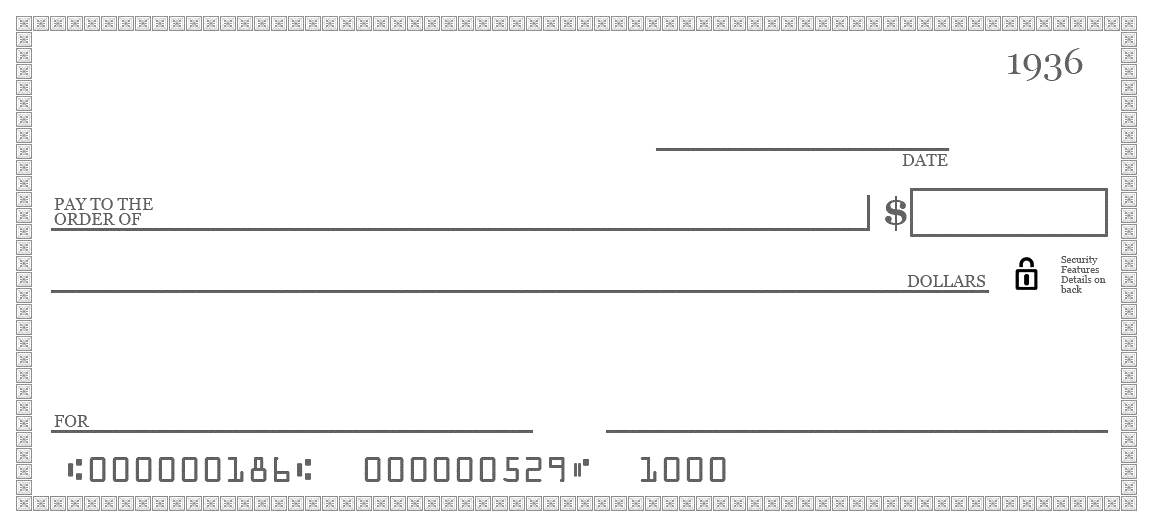 1936
DATE
PAY TO THE
ORDER OF
$
DOLLARS
Security
Features
Details on
back
FOR
⑆000000186⑆ 000000529⑈ 1000